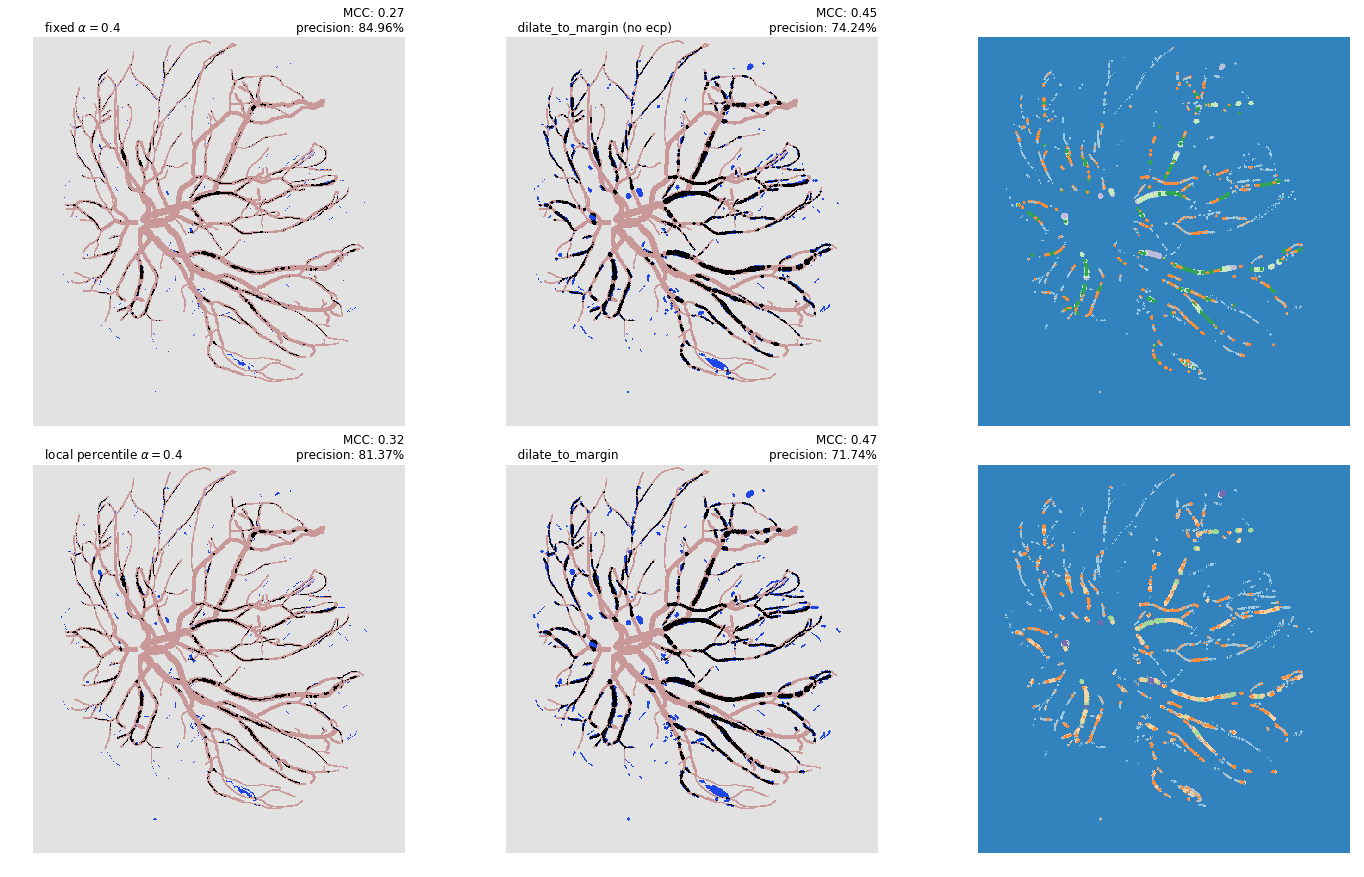 MCC: 0.27
fixed α = 0.4 precision: 84.96%
MCC: 0.45
dilate_to_margin (no ecp) precision: 74.24%
MCC: 0.32
local percentile α = 0.4 precision: 81.37%
MCC: 0.47
dilate_to_margin precision: 71.74%